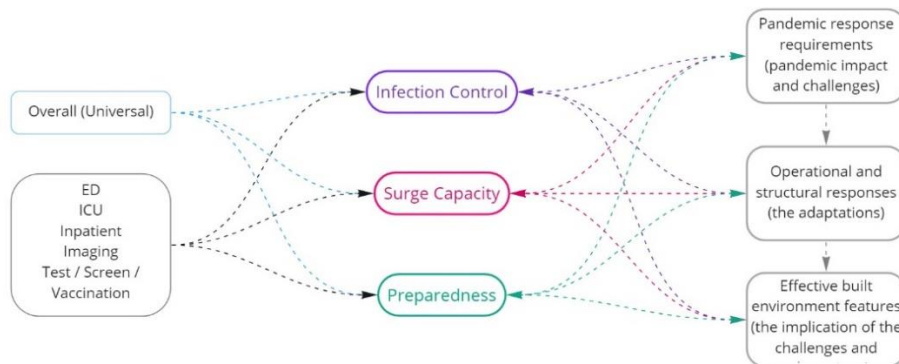 Overall (Universal)
ED
ICU
Inpatient
Imaging
Test / Screen /
Vaccination
Infection Control
Surge Capacity
Preparedness
Pandemic response
requirements
(pandemic impact
and challenges)
Operational and
structural responses
(the adaptations)
Effective built
environment features
(the implication of the
challenges and